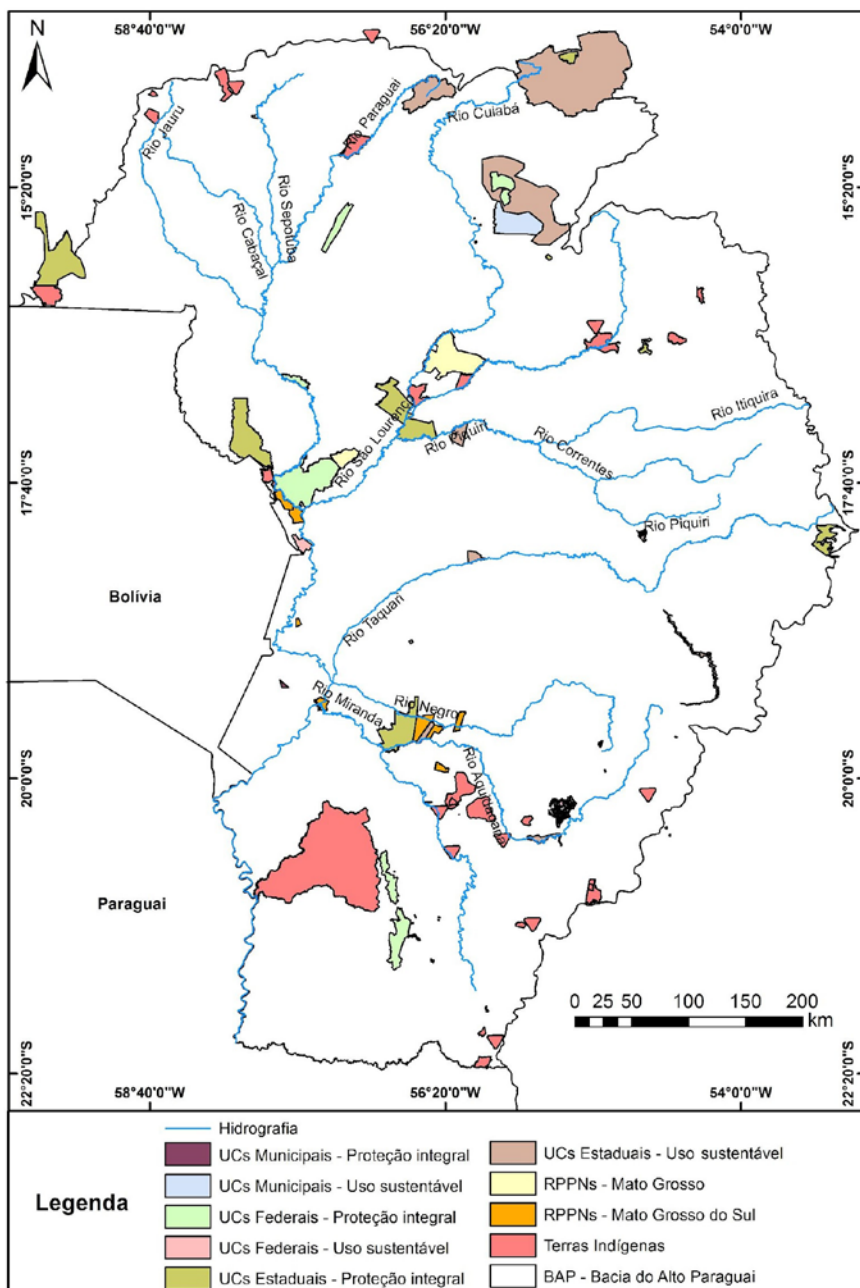 58°40'0"W 56°20'0"W 54°0'0"W
N
Rio Paraguai
Rio Cuiabá
Rio Jauru
15°20'0"S 15°20'0"S
Rio Sepotuba
Rio Cabaçal
Rio Itiquira
Rio São Lourenço
Rio Piquiri
Rio Correntes
17°40'0"S 17°40'0"S
Rio Piquiri
Bolívia
Rio Taquari
Rio Miranda
Rio Negro
20°0'0"S 20°0'0"S
Rio Aquidauana
Paraguai
0 25 50 100 150 200
km
22°20'0"S 22°20'0"S
58°40'0"W 56°20'0"W 54°0'0"W
Legenda
Hidrografia
UCs Municipais - Proteção integral
UCs Municipais - Uso sustentável
UCs Federais - Proteção integral
UCs Federais - Uso sustentável
UCs Estaduais - Proteção integral
UCs Estaduais - Uso sustentável
RPPNs - Mato Grosso
RPPNs - Mato Grosso do Sul
Terras Indígenas
BAP - Bacia do Alto Paraguai